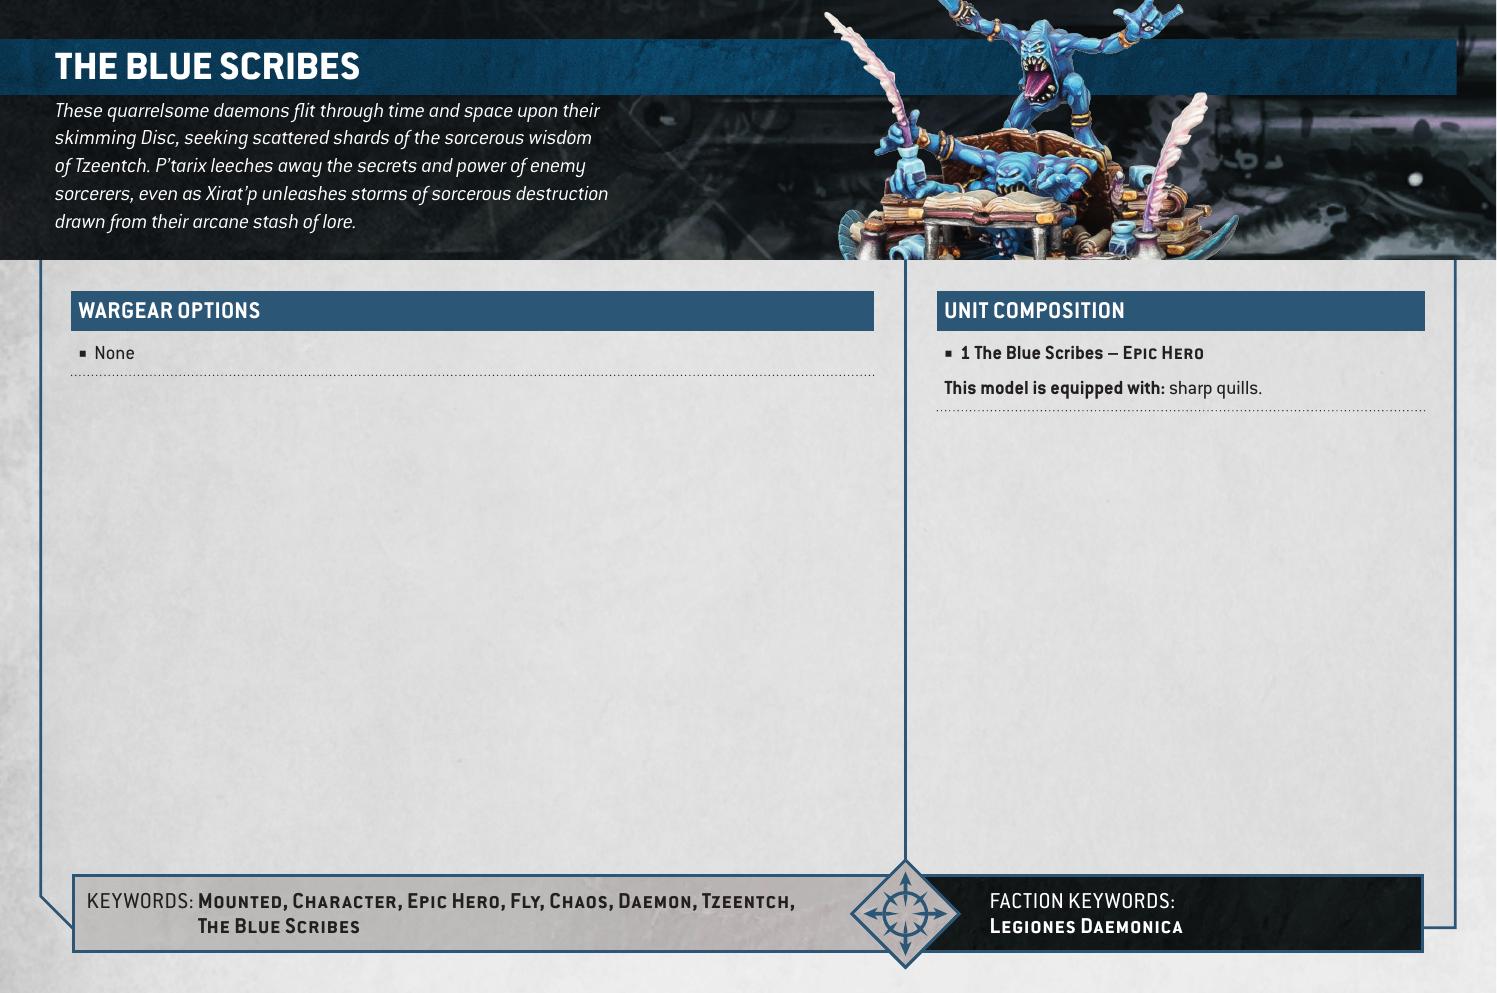 THE BLUE SCRIBES
These quarrelsome daemons flit through time and space upon their
skimming Disc, seeking scattered shards of the sorcerous wisdom
of Tzeentch. P’tarix leeches away the secrets and power of enemy
sorcerers, even as Xirat’p unleashes storms of sorcerous destruction
drawn from their arcane stash of lore.
WARGEAR OPTIONS
■ None
UNIT COMPOSITION
■ 1 The Blue Scribes – Epic Hero
This model is equipped with: sharp quills.
KEYWORDS: Mounted, Character, Epic Hero, Fly, Chaos, Daemon, Tzeentch,
The Blue Scribes
FACTION KEYWORDS:
Legiones Daemonica